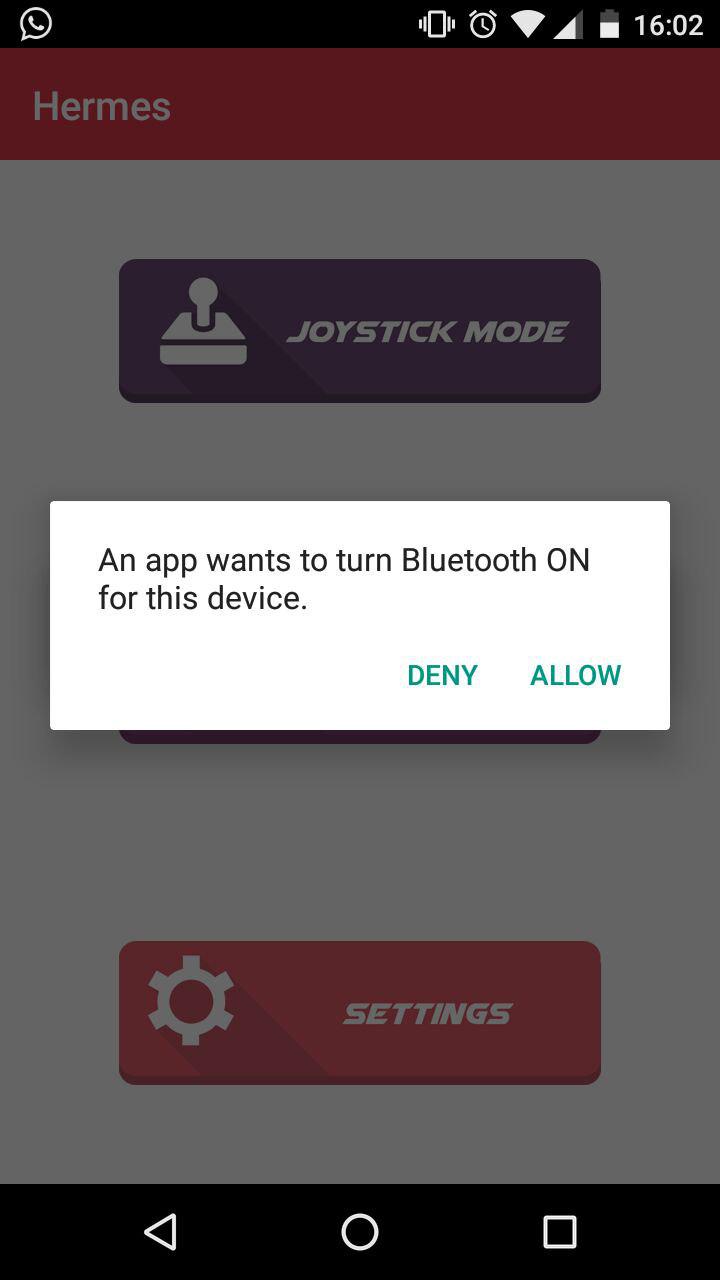 16:02
Hermes
JOYSTICK MODE
An app wants to turn Bluetooth ON
for this device.
DENY ALLOW
SETTINGS